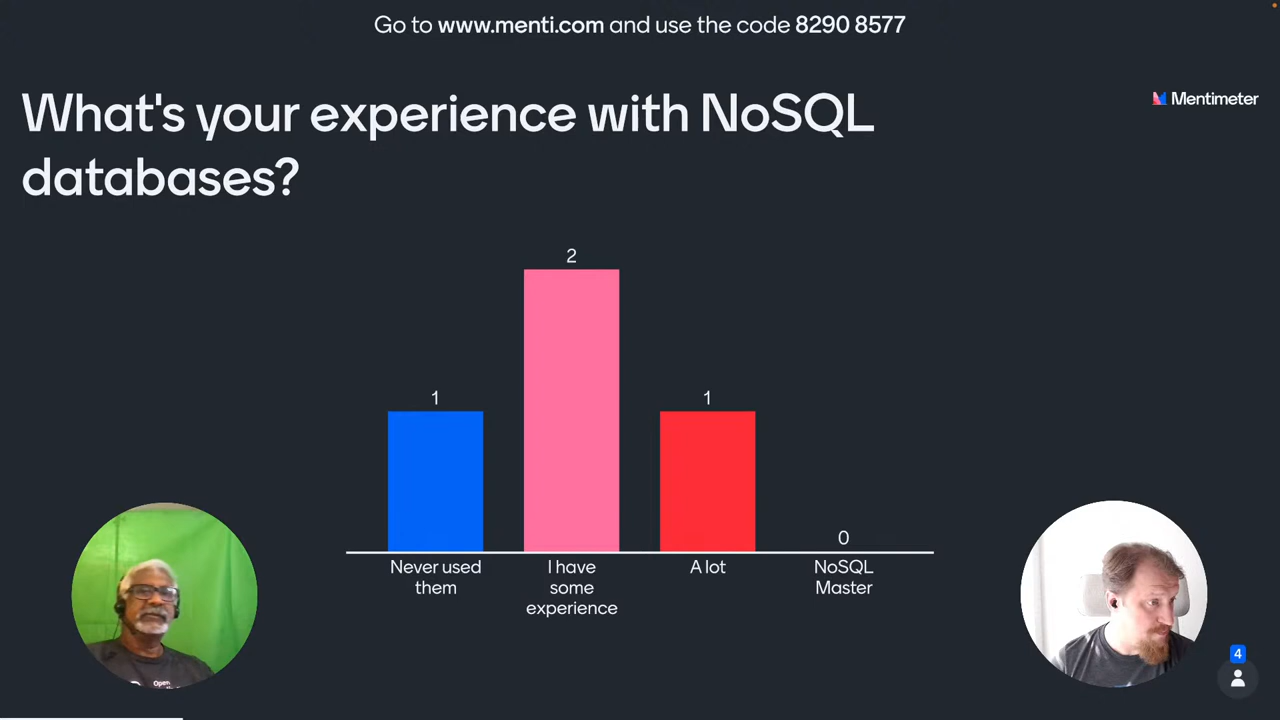 Go to www.menti.com and use the code 8290 8577
Mentimeter
What's your experience with NoSQL
databases?
2
1
1
0
Never used
them
I have
some
experience
A lot
NoSQL
Master
Open
4